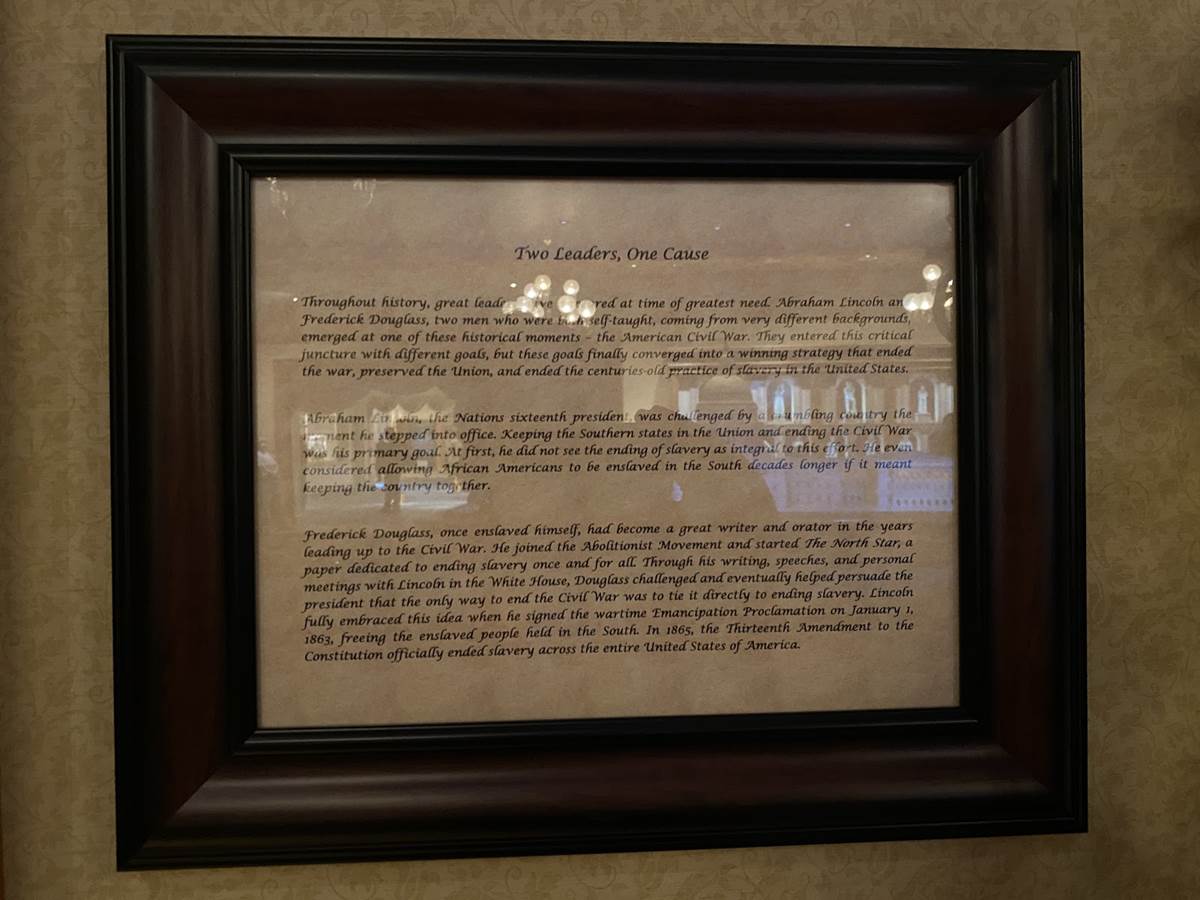 Two Leaders, One Cause
Throughout history, great leaders have appeared at time of greatest need. Abraham Lincoln and
Frederick Douglass, two men who were both self-taught, coming from very different backgrounds,
emerged at one of these historical moments – the American Civil War. They entered this critical
juncture with different goals, but these goals finally converged into a winning strategy that ended
the war, preserved the Union, and ended the centuries-old practice of slavery in the United States.
Abraham Lincoln, the Nations sixteenth president, was challenged by a crumbling country the
moment he stepped into office. Keeping the Southern states in the Union and ending the Civil War
was his primary goal. At first, he did not see the ending of slavery as integral to this effort. He even
considered allowing African Americans to be enslaved in the South decades longer if it meant
keeping the country together.
Frederick Douglass, once enslaved himself, had become a great writer and orator in the years
leading up to the Civil War. He joined the Abolitionist Movement and started The North Star, a
paper dedicated to ending slavery once and for all. Through his writing, speeches, and personal
meetings with Lincoln in the White House, Douglass challenged and eventually helped persuade the
president that the only way to end the Civil War was to tie it directly to ending slavery. Lincoln
fully embraced this idea when he signed the wartime Emancipation Proclamation on January 1,
1863, freeing the enslaved people held in the South. In 1865, the Thirteenth Amendment to the
Constitution officially ended slavery across the entire United States of America.